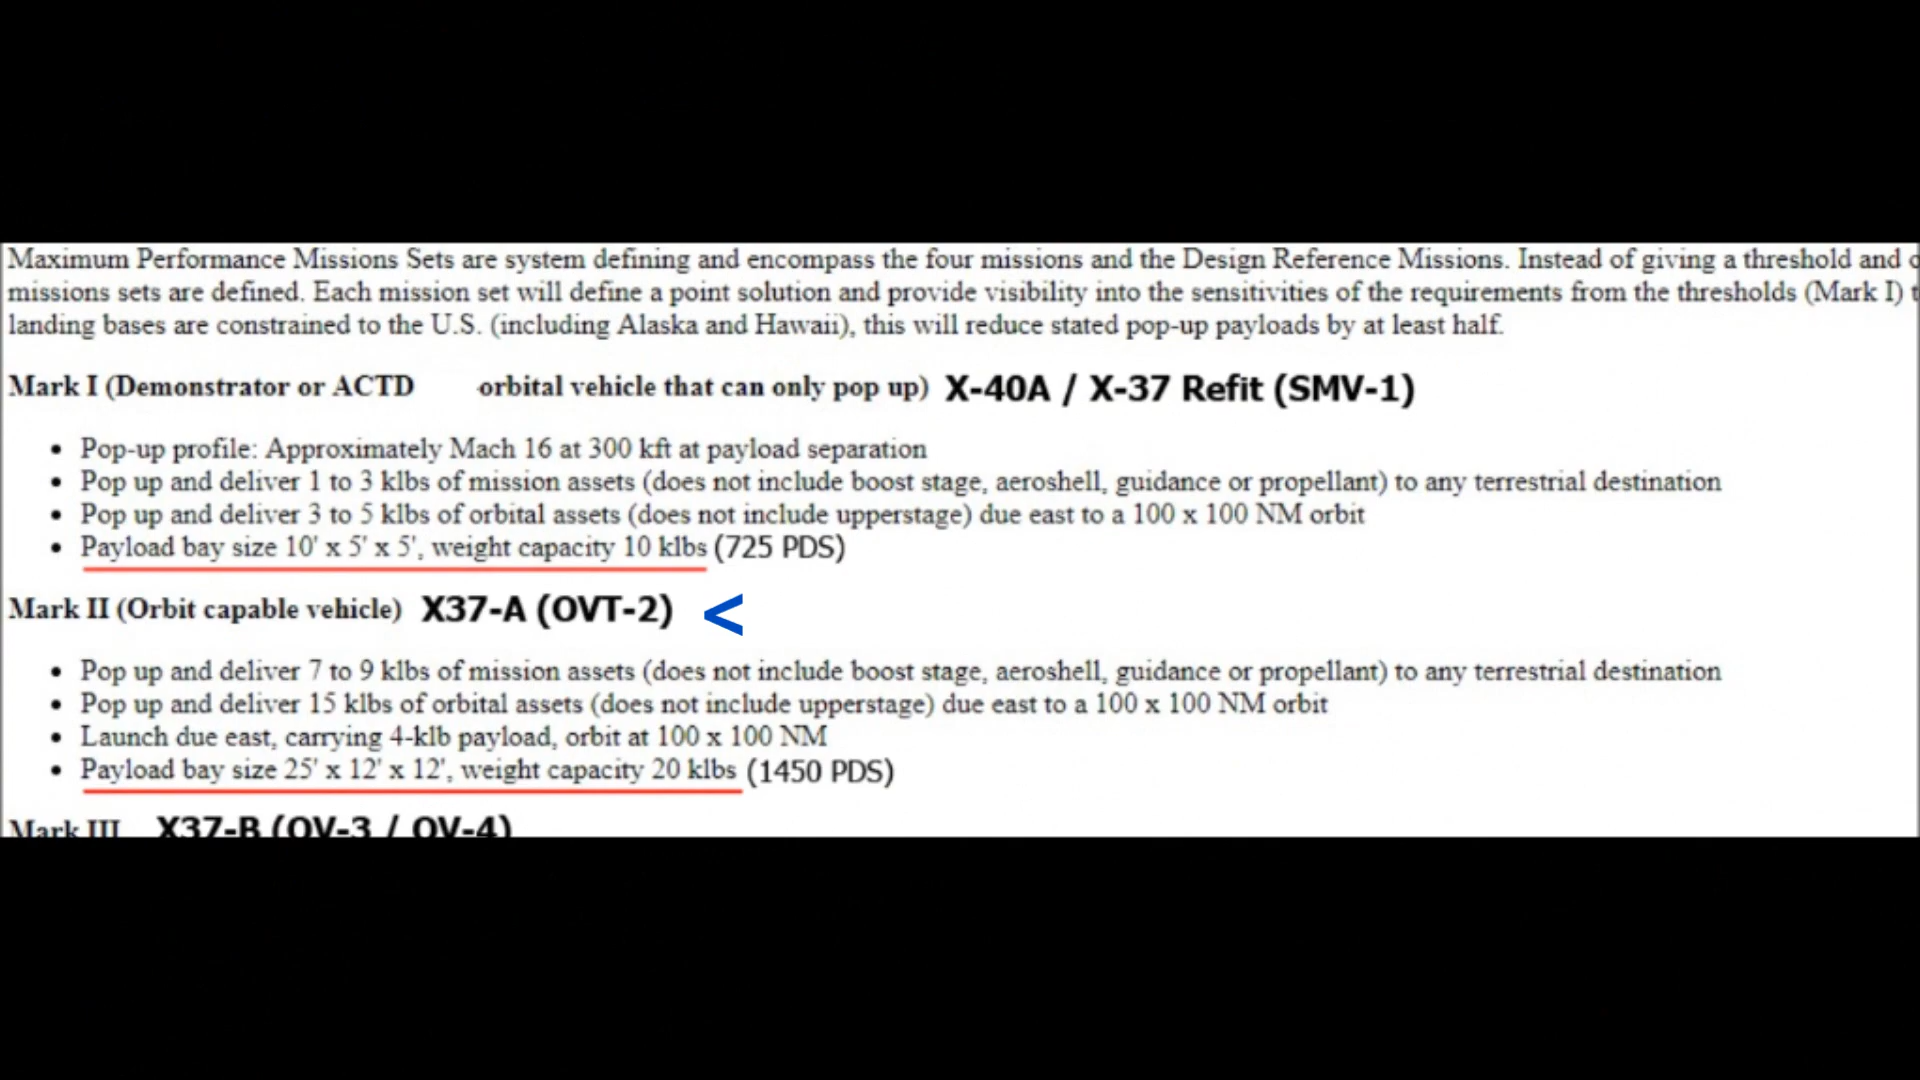 Maximum Performance Missions Sets are system defining and encompass the four missions and the Design Reference Missions. Instead of giving a threshold and
missions sets are defined. Each mission set will define a point solution and provide visibility into the sensitivities of the requirements from the thresholds (Mark I)
landing bases are constrained to the U.S. (including Alaska and Hawaii), this will reduce stated pop-up payloads by at least half.
Mark I (Demonstrator or ACTD orbital vehicle that can only pop up) X-40A / X-37 Refit (SMV-1)
• Pop-up profile: Approximately Mach 16 at 300 kft at payload separation
• Pop up and deliver 1 to 3 klbs of mission assets (does not include boost stage, aeroshell, guidance or propellant) to any terrestrial destination
• Pop up and deliver 3 to 5 klbs of orbital assets (does not include upperstage) due east to a 100 x 100 NM orbit
• Payload bay size 10' x 5' x 5', weight capacity 10 klbs (725 PDS)
Mark II (Orbit capable vehicle) X37-A (OVT-2) <
• Pop up and deliver 7 to 9 klbs of mission assets (does not include boost stage, aeroshell, guidance or propellant) to any terrestrial destination
• Pop up and deliver 15 klbs of orbital assets (does not include upperstage) due east to a 100 x 100 NM orbit
• Launch due east, carrying 4-klb payload, orbit at 100 x 100 NM
• Payload bay size 25' x 12' x 12', weight capacity 20 klbs (1450 PDS)
Mark III X37-B (OV-3 / OV-4)